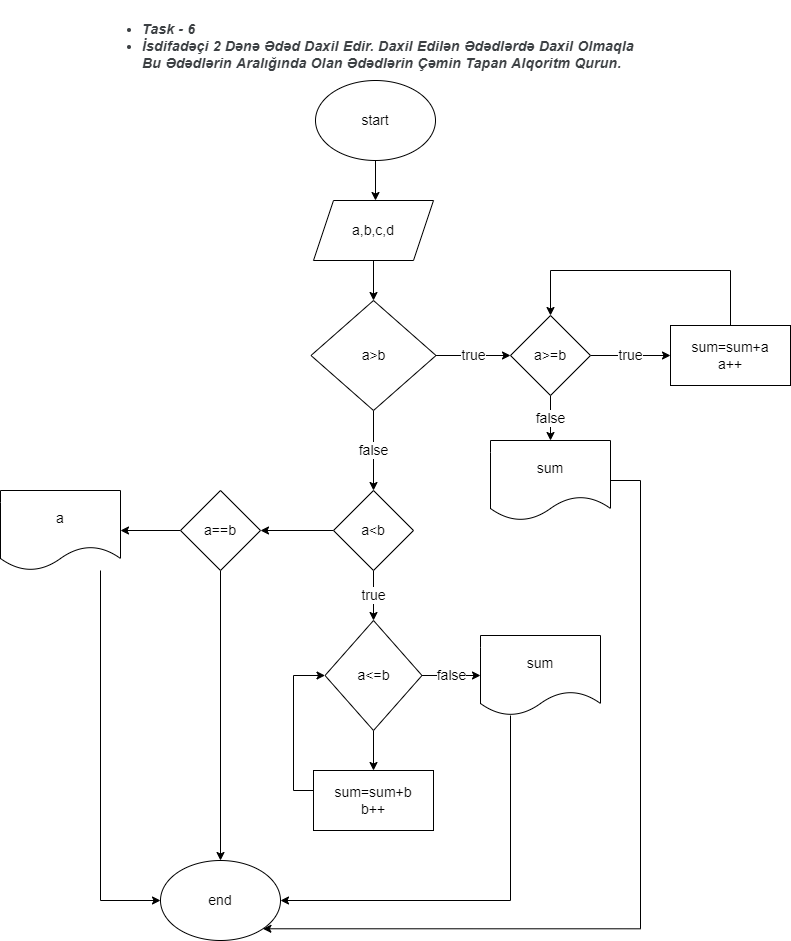 Task - 6
İsdifadəçi 2 Dənə Ədəd Daxil Edir. Daxil Edilən Ədədlərdə Daxil Olmaqla
Bu Ədədlərin Aralığında Olan Ədədlərin Çəmin Tapan Alqoritm Qurun.
start
a,b,c,d
a>b
true
a>=b
true
sum=sum+a
a++
false
sum
false
a<b
a==b
a
true
a<=b
false
sum
sum=sum+b
b++
end